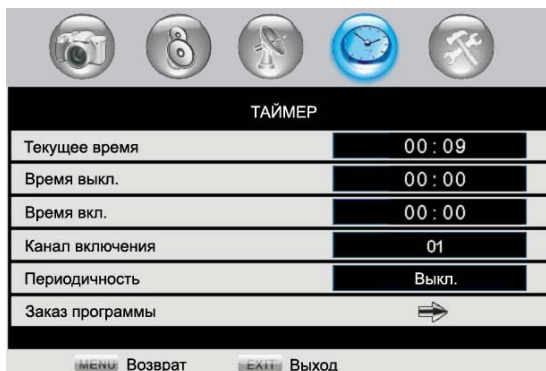 ТАЙМЕР
Текущее время 00:09
Время выкл. 00:00
Время вкл. 00:00
Канал включения 01
Периодичность Выкл.
Заказ программы
MENU Возврат EXIT Выход